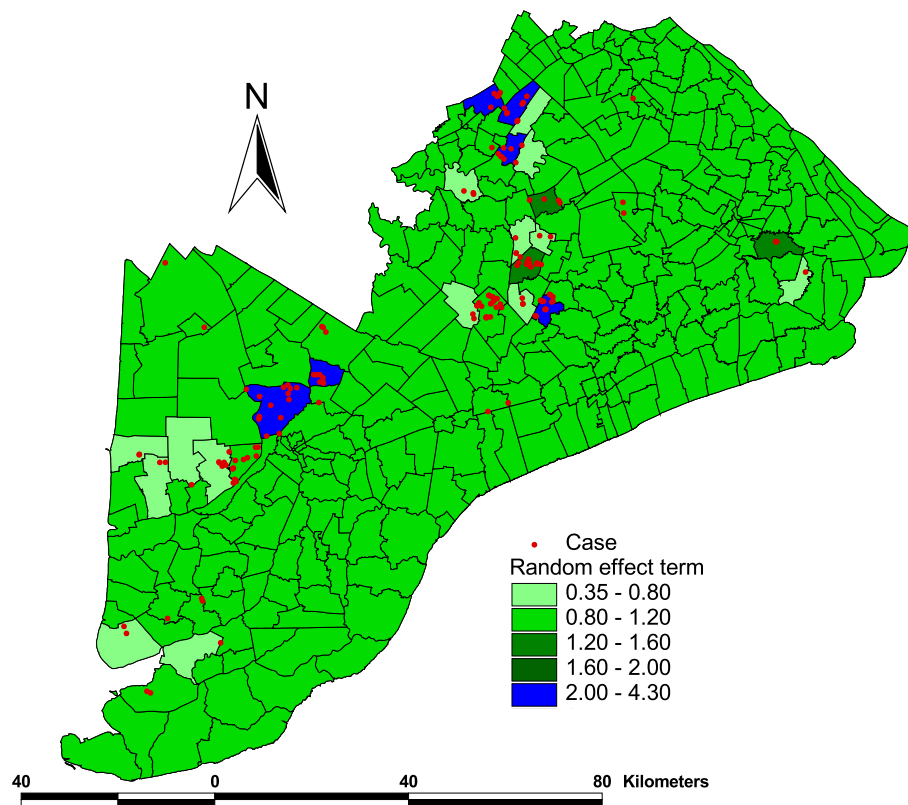 N
Case
Random effect term
0.35 - 0.80
0.80 - 1.20
1.20 - 1.60
1.60 - 2.00
2.00 - 4.30
40 0 40 80 Kilometers